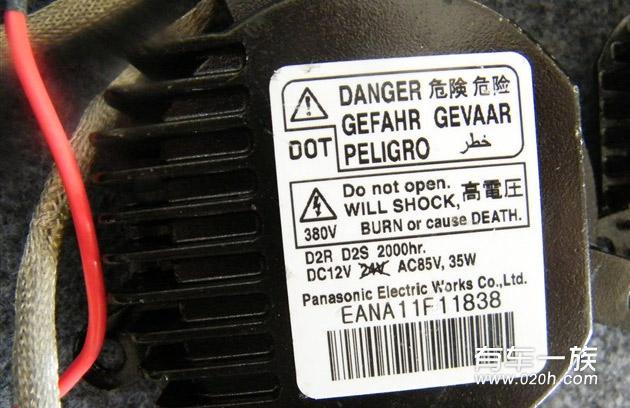 DANGER 危険 危险
GEFAHR GEVAAR
DOT PELIGRO خطر
Do not open.
WILL SHOCK, 高電圧
380V BURN or cause DEATH.
D2R D2S 2000hr.
DC12V 24V AC85V, 35W
Panasonic Electric Works Co.,Ltd.
EANA11F11838
有车一族
www.020h.com